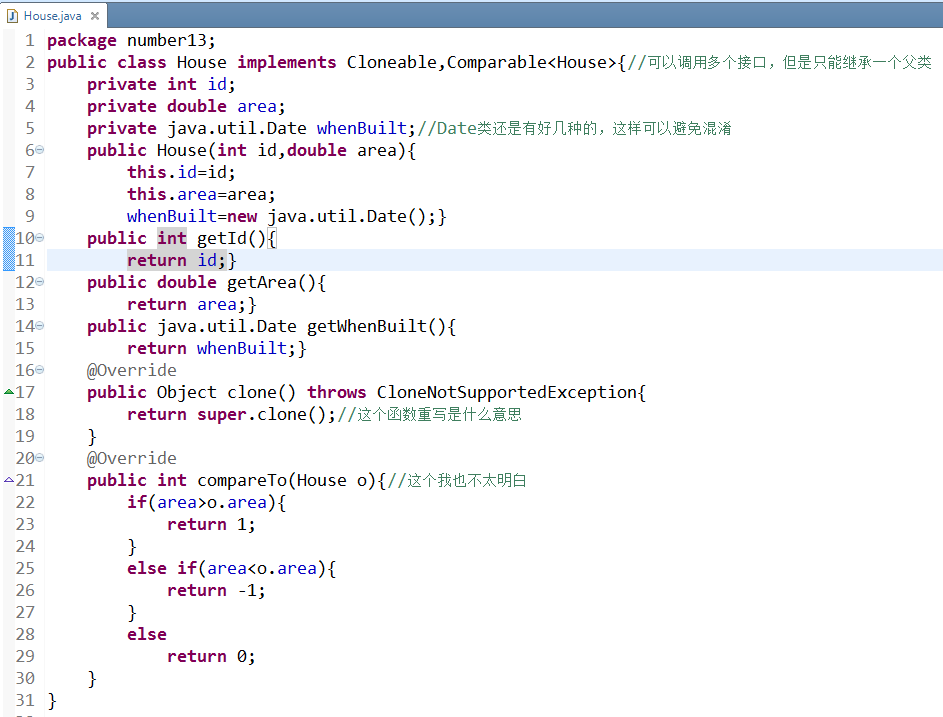 House.java
1 package number13;
2 public class House implements Cloneable,Comparable<House>{//可以调用多个接口，但是只能继承一个父类
3 private int id;
4 private double area;
5 private java.util.Date whenBuilt;//Date类还是有好几种的，这样可以避免混淆
6 public House(int id,double area){
7 this.id=id;
8 this.area=area;
9 whenBuilt=new java.util.Date();}
10 public int getId(){
11 return id;}
12 public double getArea(){
13 return area;}
14 public java.util.Date getWhenBuilt(){
15 return whenBuilt;}
16 @Override
17 public Object clone() throws CloneNotSupportedException{
18 return super.clone();//这个函数重写是什么意思
19 }
20 @Override
21 public int compareTo(House o){//这个我也不太明白
22 if(area>o.area){
23 return 1;
24 }
25 else if(area<o.area){
26 return -1;
27 }
28 else
29 return 0;
30 }
31 }